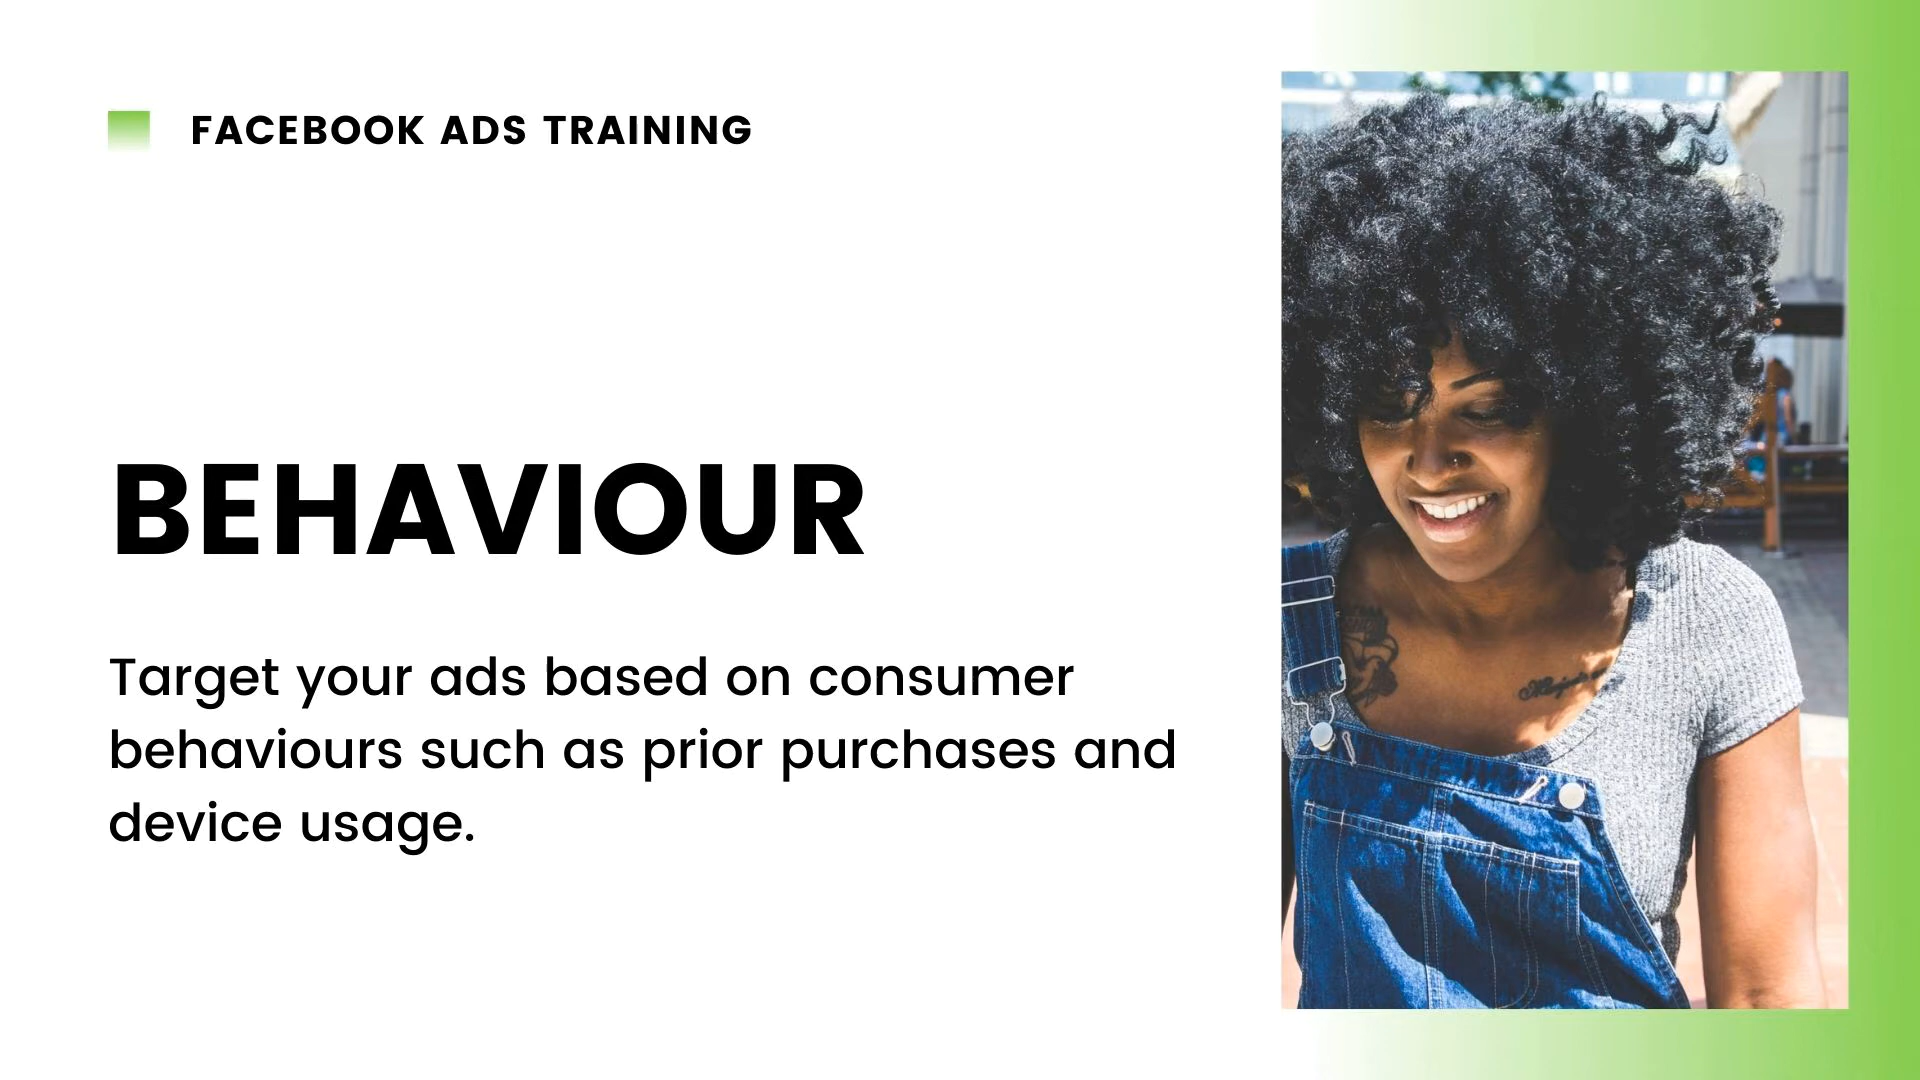 FACEBOOK ADS TRAINING
BEHAVIOUR
Target your ads based on consumer
behaviours such as prior purchases and
device usage.